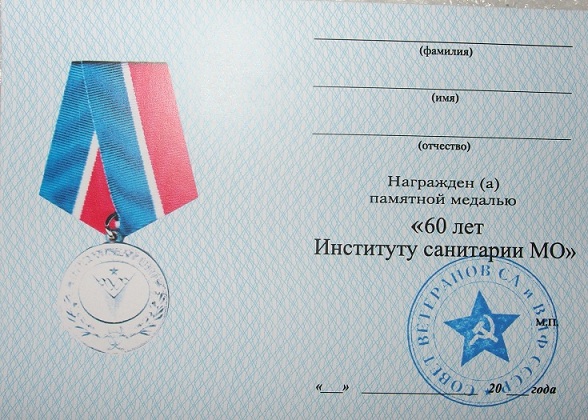 (фамилия)
(имя)
(отчество)
Награжден (а)
памятной медалью
«60 лет
Институту санитарии МО»
СОВЕТ ВЕТЕРАНОВ СА и ВМФ СССР
М.П.
«___» ____________ 20___ года